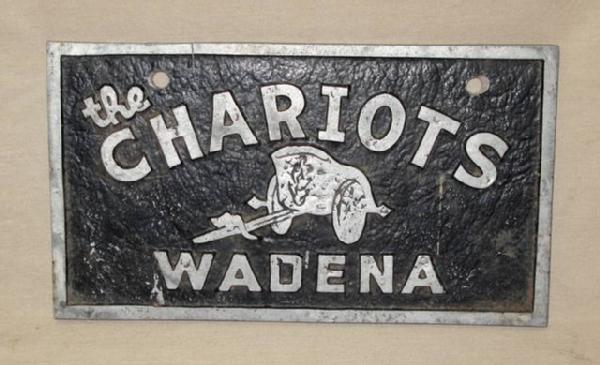 the
CHARIOTS
WADENA